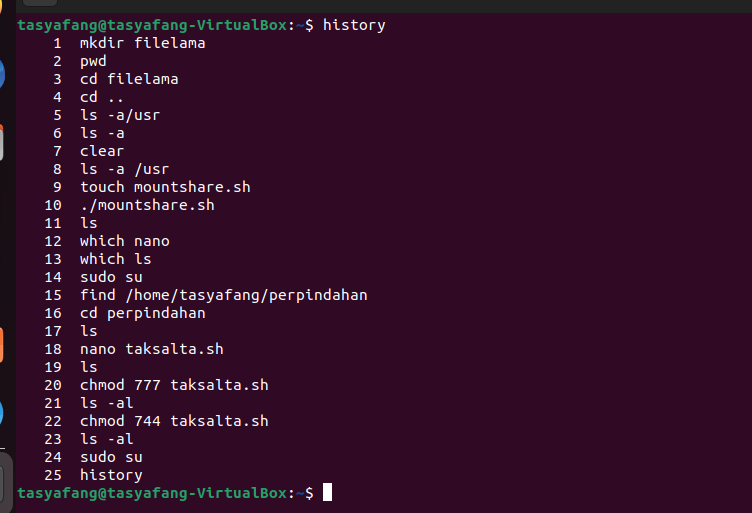 tasyafang@tasyafang-VirtualBox:~$ history
1 mkdir filelama
2 pwd
3 cd filelama
4 cd ..
5 ls -a/usr
6 ls -a
7 clear
8 ls -a /usr
9 touch mountshare.sh
10 ./mountshare.sh
11 ls
12 which nano
13 which ls
14 sudo su
15 find /home/tasyafang/perpindahan
16 cd perpindahan
17 ls
18 nano taksalta.sh
19 ls
20 chmod 777 taksalta.sh
21 ls -al
22 chmod 744 taksalta.sh
23 ls -al
24 sudo su
25 history
tasyafang@tasyafang-VirtualBox:~$